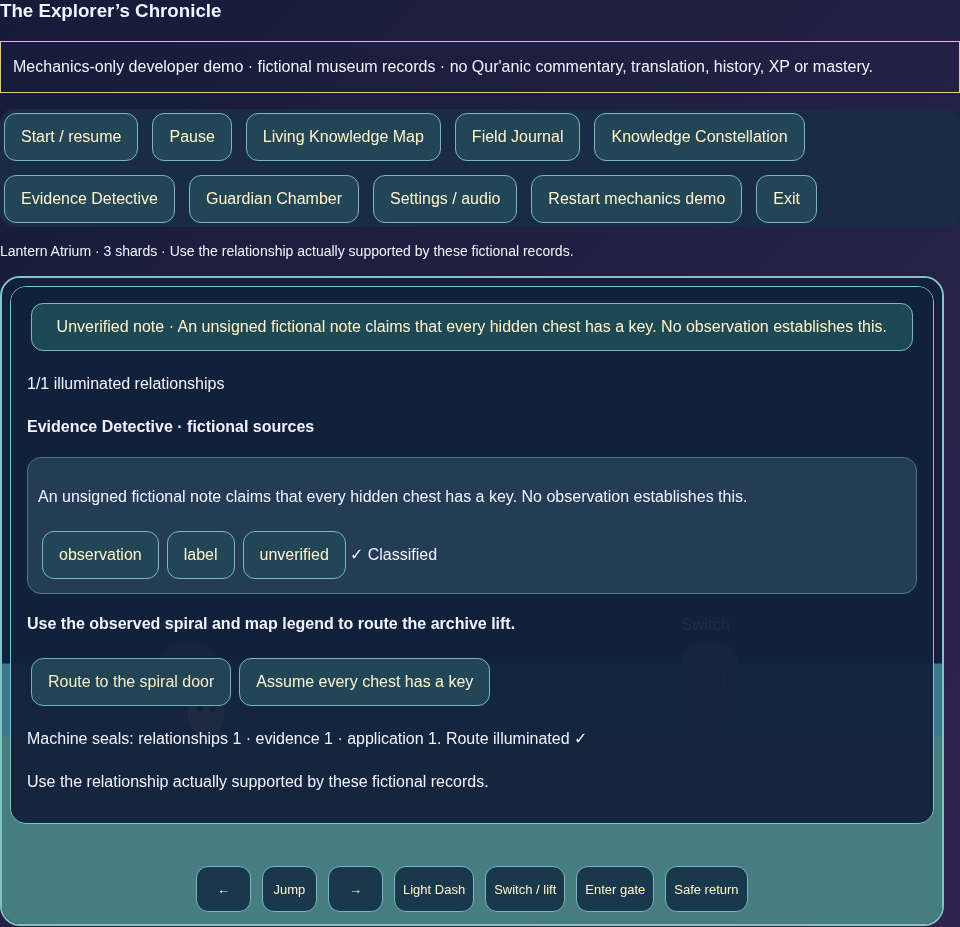 The Explorer’s Chronicle
Mechanics-only developer demo · fictional museum records · no Qur'anic commentary, translation, history, XP or mastery.
Start / resume Pause Living Knowledge Map Field Journal Knowledge Constellation
Evidence Detective Guardian Chamber Settings / audio Restart mechanics demo Exit
Lantern Atrium · 3 shards · Use the relationship actually supported by these fictional records.
Unverified note · An unsigned fictional note claims that every hidden chest has a key. No observation establishes this.
1/1 illuminated relationships
Evidence Detective · fictional sources
An unsigned fictional note claims that every hidden chest has a key. No observation establishes this.
observation label unverified ✓ Classified
Use the observed spiral and map legend to route the archive lift.
Switch
Route to the spiral door Assume every chest has a key
Machine seals: relationships 1 · evidence 1 · application 1. Route illuminated ✓
Use the relationship actually supported by these fictional records.
← Jump → Light Dash Switch / lift Enter gate Safe return